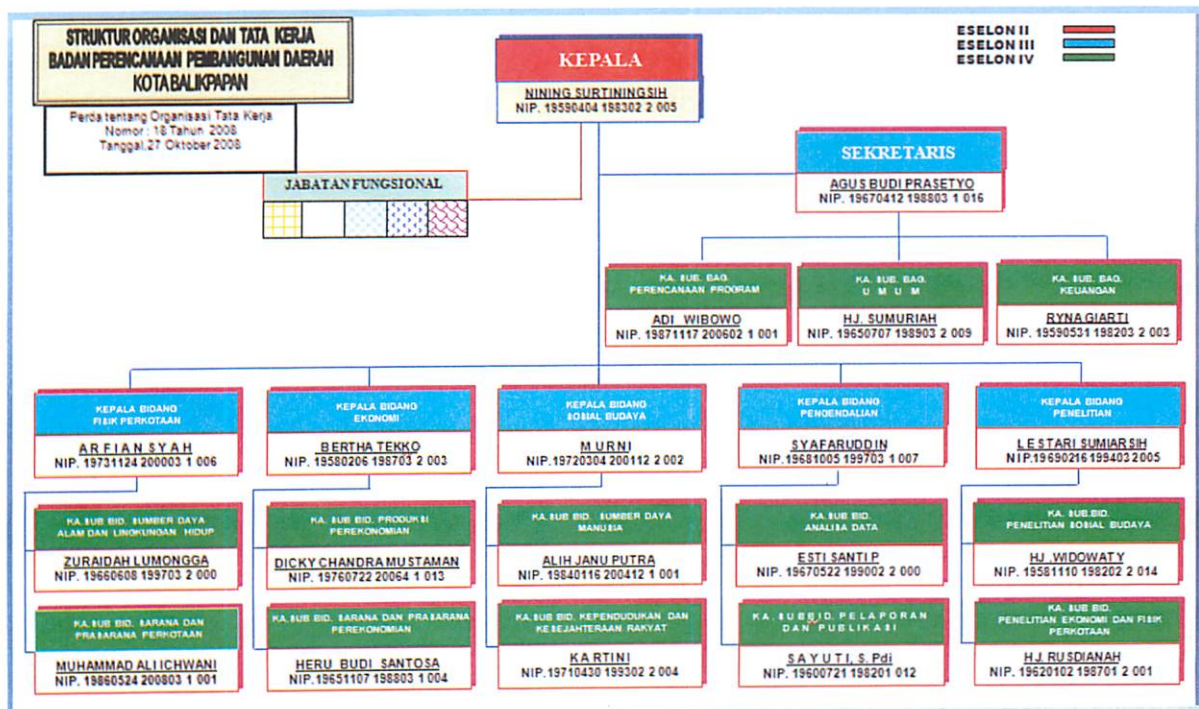 STRUKTUR ORGANISASI DAN TATA KERJA
BADAN PERENCANAAN PEMBANGUNAN DAERAH
KOTA BALIKPAPAN
Perda tentang Organisasi Tata Kerja
Nomor : 18 Tahun 2008
Tanggal,27 Oktober 2008
ESELON II
ESELON III
ESELON IV
KEPALA
NINING SURTININGSIH
NIP. 19590404 198302 2 005
SEKRETARIS
AGUS BUDI PRASETYO
NIP. 19670412 198803 1 016
JABATAN FUNGSIONAL
KA. SUB. BAG.
PERENCANAAN PROGRAM
ADI WIBOWO
NIP. 19871117 200602 1 001
KA. SUB. BAG.
U M U M
HJ. SUMURIAH
NIP. 19650707 198903 2 009
KA. SUB. BAG.
KEUANGAN
RYNA GIARTI
NIP. 19590531 198203 2 003
KEPALA BIDANG
FISIK PERKOTAAN
ARFIAN SYAH
NIP. 19731124 200003 1 006
KEPALA BIDANG
EKONOMI
BERTHA TEKKO
NIP. 19580206 198703 2 003
KEPALA BIDANG
SOSIAL BUDAYA
MURNI
NIP. 19720304 200112 2 002
KEPALA BIDANG
PENGENDALIAN
SYAFARUDDIN
NIP. 19681005 199703 1 007
KEPALA BIDANG
PENELITIAN
LESTARI SUMIARSIH
NIP.19690216 199403 2005
KA. SUB BID. SUMBER DAYA
ALAM DAN LINGKUNGAN HIDUP
ZURAIDAH LUMONGGA
NIP. 19660608 199703 2 000
KA. SUB BID. PRODUKSI
PEREKONOMIAN
DICKY CHANDRA MUSTAMAN
NIP. 19760722 20064 1 013
KA. SUB BID. SUMBER DAYA
MANUSIA
ALIH JANU PUTRA
NIP. 19840116 200412 1 001
KA. SUB BID.
ANALISA DATA
ESTI SANTI P
NIP. 19670522 199002 2 000
KA. SUB.BID.
PENELITIAN SOSIAL BUDAYA
HJ .WIDOWATY
NIP .19581110 198202 2 014
KA. SUB BID. SARANA DAN
PRASARANA PERKOTAAN
MUHAMMAD ALI ICHWANI
NIP. 19860524 200803 1 001
KA. SUB BID. SARANA DAN PRASARANA
PEREKONOMIAN
HERU BUDI SANTOSA
NIP.19651107 198803 1 004
KA. SUB BID. KEPENDUDUKAN DAN
KESEJAHTERAAN RAKYAT
KARTINI
NIP. 19710430 199302 2 004
KA. SUBBID. PELAPORAN
DAN PUBLIKASI
SAYUTI, S. Pdi
NIP. 19600721 198201 012
KA. SUB BID.
PENELITIAN EKONOMI DAN FISIK
PERKOTAAN
HJ. RUSDIANAH
NIP. 19620102 198701 2 001